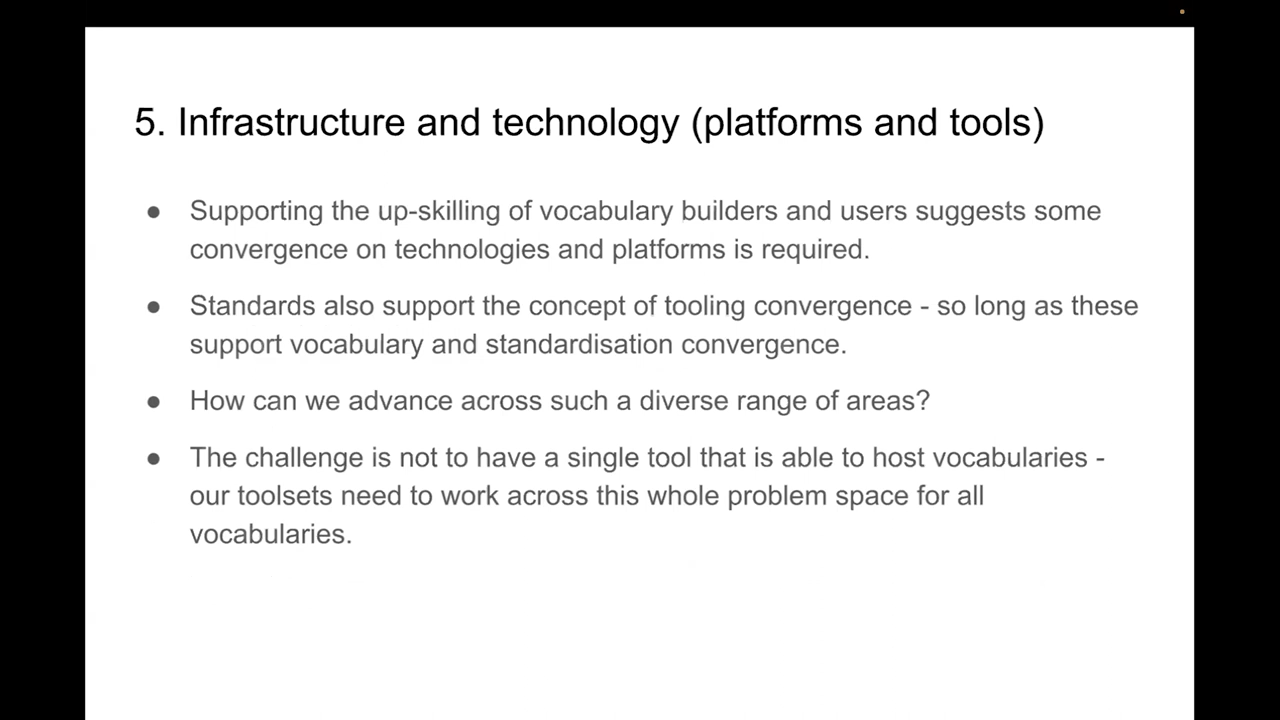 5. Infrastructure and technology (platforms and tools)
● Supporting the up-skilling of vocabulary builders and users suggests some
convergence on technologies and platforms is required.
● Standards also support the concept of tooling convergence - so long as these
support vocabulary and standardisation convergence.
● How can we advance across such a diverse range of areas?
● The challenge is not to have a single tool that is able to host vocabularies -
our toolsets need to work across this whole problem space for all
vocabularies.